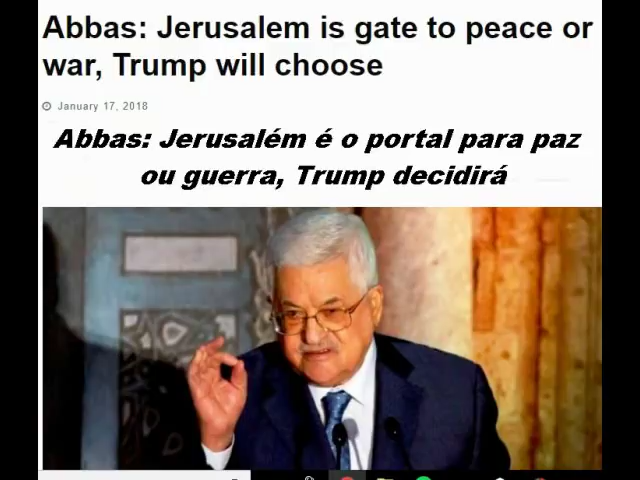 Abbas: Jerusalem is gate to peace or
war, Trump will choose
January 17, 2018
Abbas: Jerusalém é o portal para paz
ou guerra, Trump decidirá